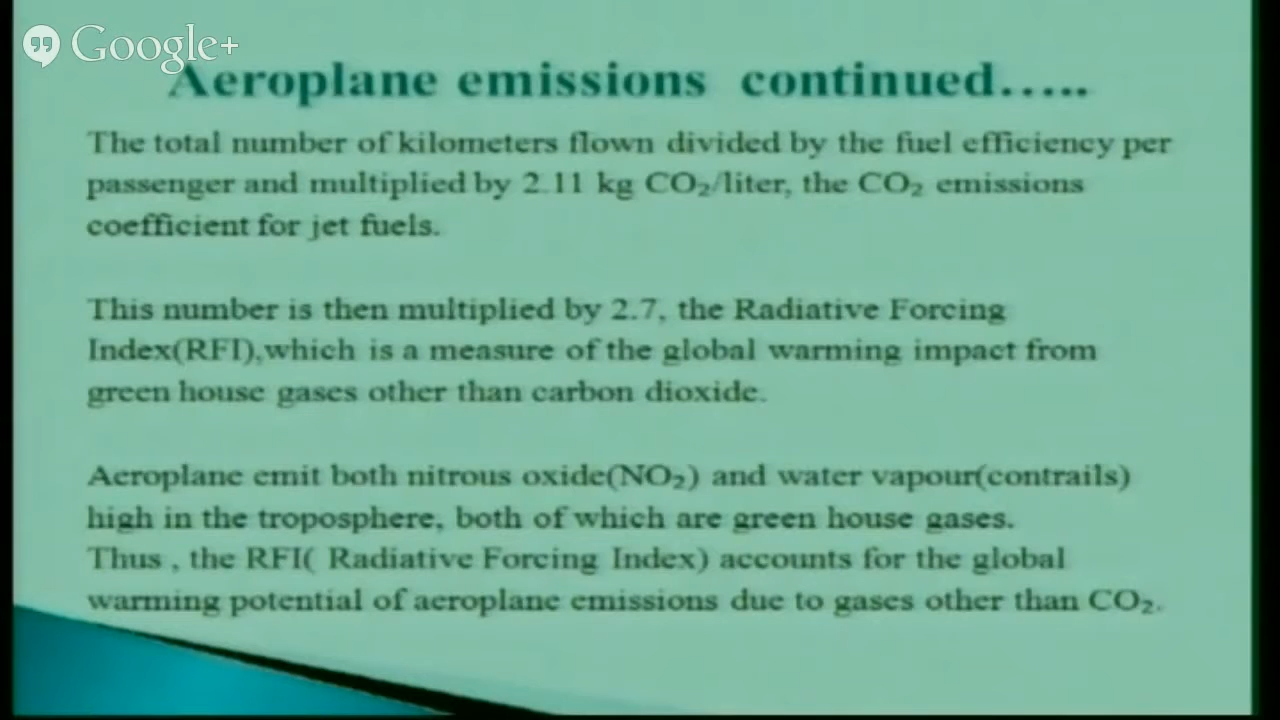 Google+
Aeroplane emissions continued.....
The total number of kilometers flown divided by the fuel efficiency per
passenger and multiplied by 2.11 kg CO₂/liter, the CO₂ emissions
coefficient for jet fuels.
This number is then multiplied by 2.7, the Radiative Forcing
Index(RFI),which is a measure of the global warming impact from
green house gases other than carbon dioxide.
Aeroplane emit both nitrous oxide(NO₂) and water vapour(contrails)
high in the troposphere, both of which are green house gases.
Thus , the RFI( Radiative Forcing Index) accounts for the global
warming potential of aeroplane emissions due to gases other than CO₂.